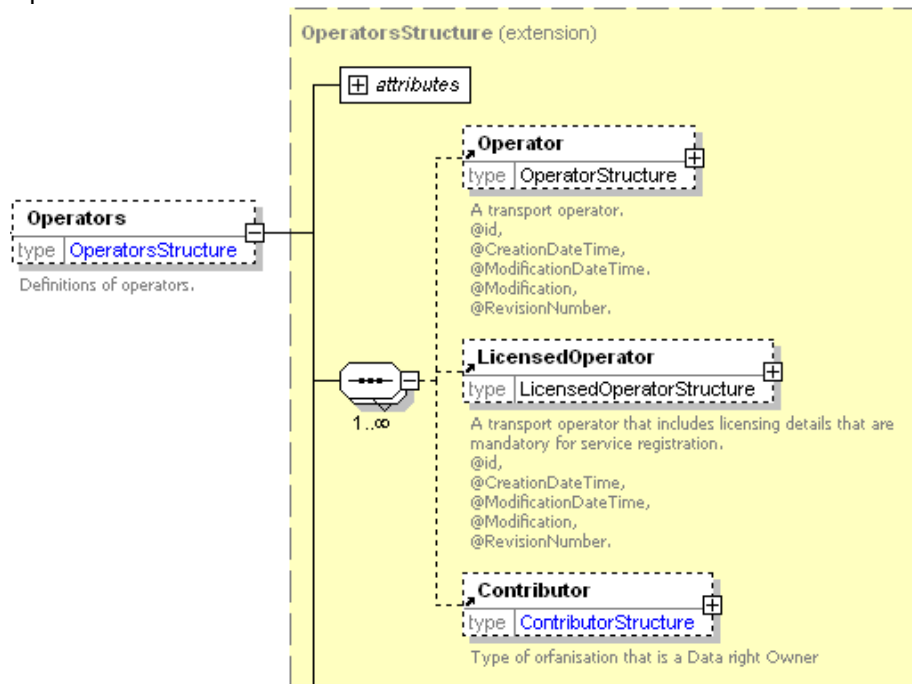 OperatorsStructure (extension)
attributes
Operator
type OperatorStructure
A transport operator.
@id,
@CreationDateTime,
@ModificationDateTime.
@Modification,
@RevisionNumber.
Operators
type OperatorsStructure
Definitions of operators.
LicensedOperator
type LicensedOperatorStructure
1..∞
A transport operator that includes licensing details that are
mandatory for service registration.
@id,
@CreationDateTime,
@ModificationDateTime,
@Modification,
@RevisionNumber.
Contributor
type ContributorStructure
Type of orfanisation that is a Data right Owner